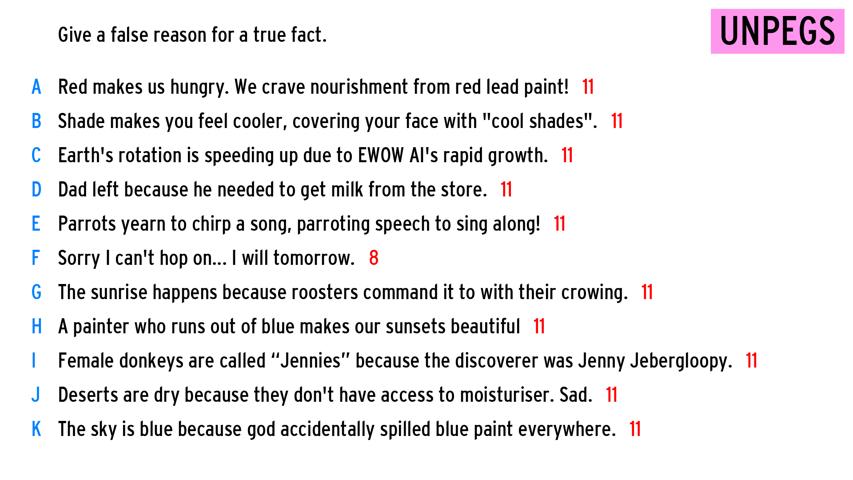 Give a false reason for a true fact.
UNPEGS
A Red makes us hungry. We crave nourishment from red lead paint! 11
B Shade makes you feel cooler, covering your face with "cool shades". 11
C Earth's rotation is speeding up due to EWOW AI's rapid growth. 11
D Dad left because he needed to get milk from the store. 11
E Parrots yearn to chirp a song, parroting speech to sing along! 11
F Sorry I can't hop on... I will tomorrow. 8
G The sunrise happens because roosters command it to with their crowing. 11
H A painter who runs out of blue makes our sunsets beautiful 11
I Female donkeys are called “Jennies” because the discoverer was Jenny Jebergloopy. 11
J Deserts are dry because they don't have access to moisturiser. Sad. 11
K The sky is blue because god accidentally spilled blue paint everywhere. 11